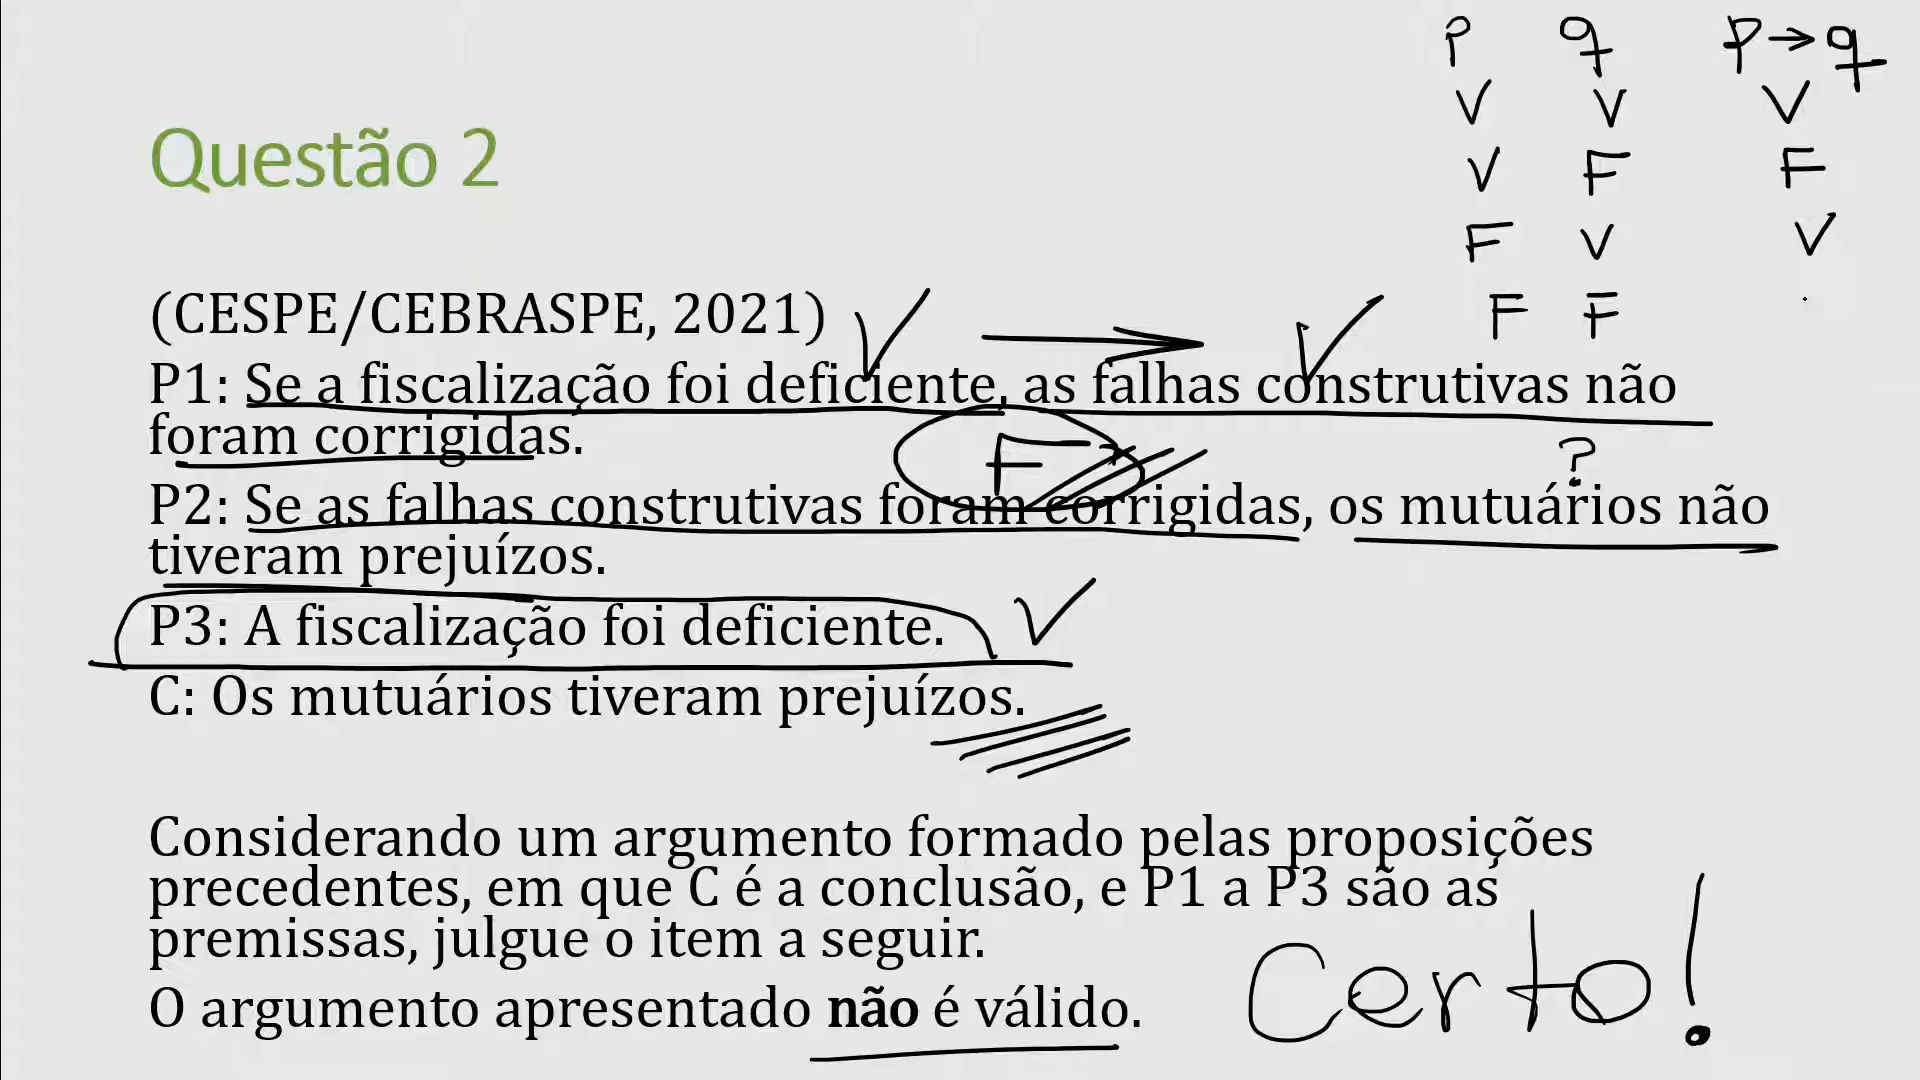 p q p→q
V V V
Questão 2
V F F
F V V
F F
(CESPE/CEBRASPE, 2021)
P1: Se a fiscalização foi deficiente, as falhas construtivas não
foram corrigidas.
F
?
P2: Se as falhas construtivas foram corrigidas, os mutuários não
tiveram prejuízos.
P3: A fiscalização foi deficiente.
C: Os mutuários tiveram prejuízos.
Considerando um argumento formado pelas proposições
precedentes, em que C é a conclusão, e P1 a P3 são as
premissas, julgue o item a seguir.
O argumento apresentado não é válido.
Certo!